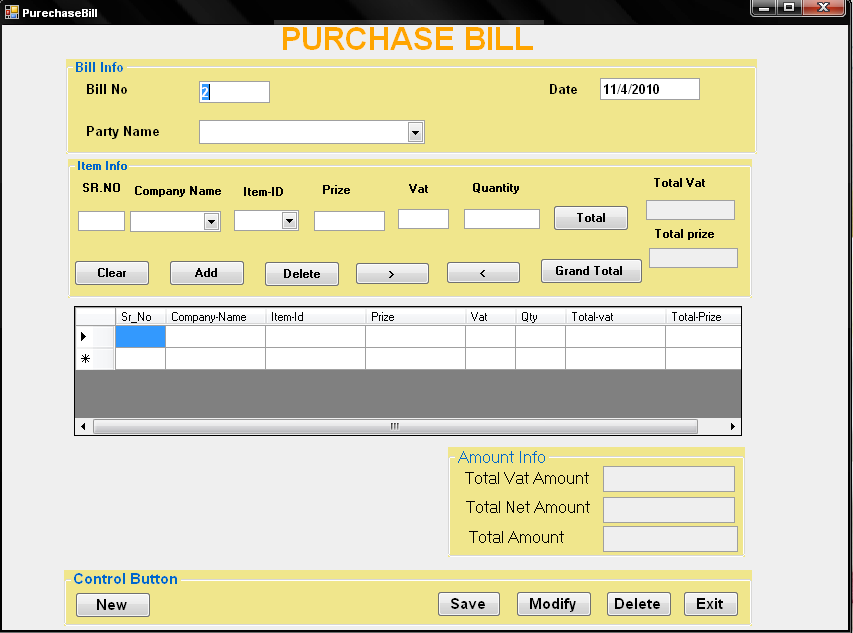 PurechaseBill
PURCHASE BILL
Bill Info
Bill No 2 Date 11/4/2010
Party Name
Item Info
SR.NO Company Name Item-ID Prize Vat Quantity Total Vat
Total
Total prize
Clear Add Delete > < Grand Total
Sr_No Company-Name Item-Id Prize Vat Qty Total-vat Total-Prize
Amount Info
Total Vat Amount
Total Net Amount
Total Amount
Control Button
New Save Modify Delete Exit